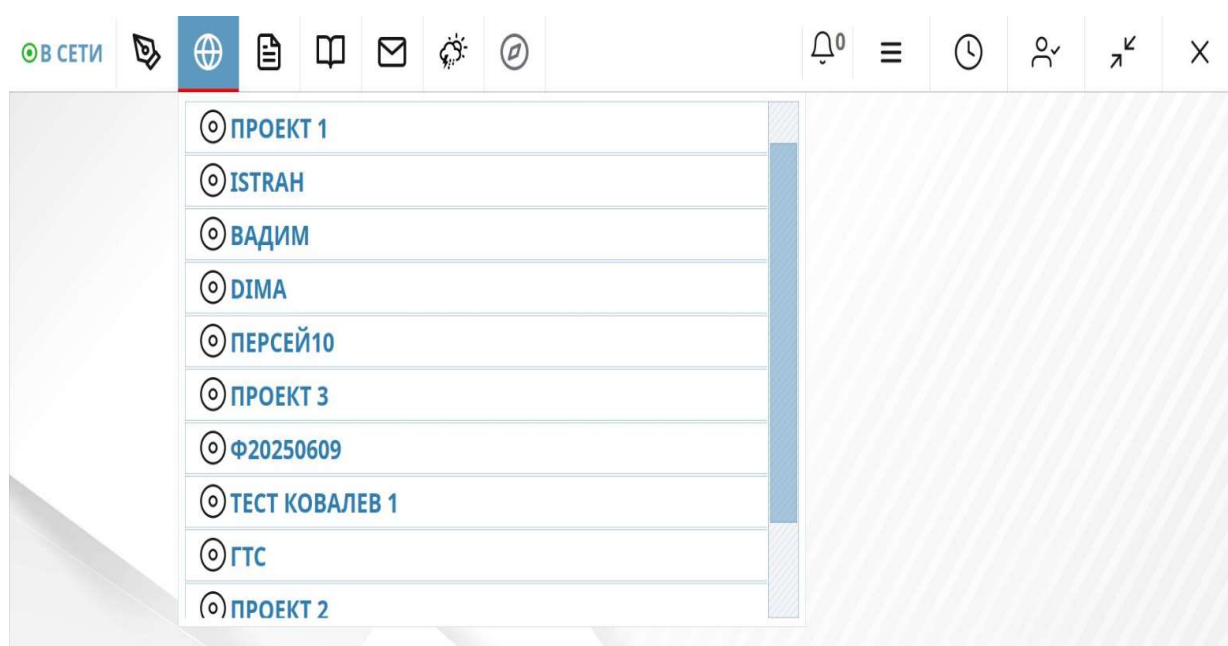 В СЕТИ
0
ПРОЕКТ 1
ISTRAH
ВАДИМ
DIMA
ПЕРСЕЙ10
ПРОЕКТ 3
Ф20250609
ТЕСТ КОВАЛЕВ 1
ГТС
ПРОЕКТ 2